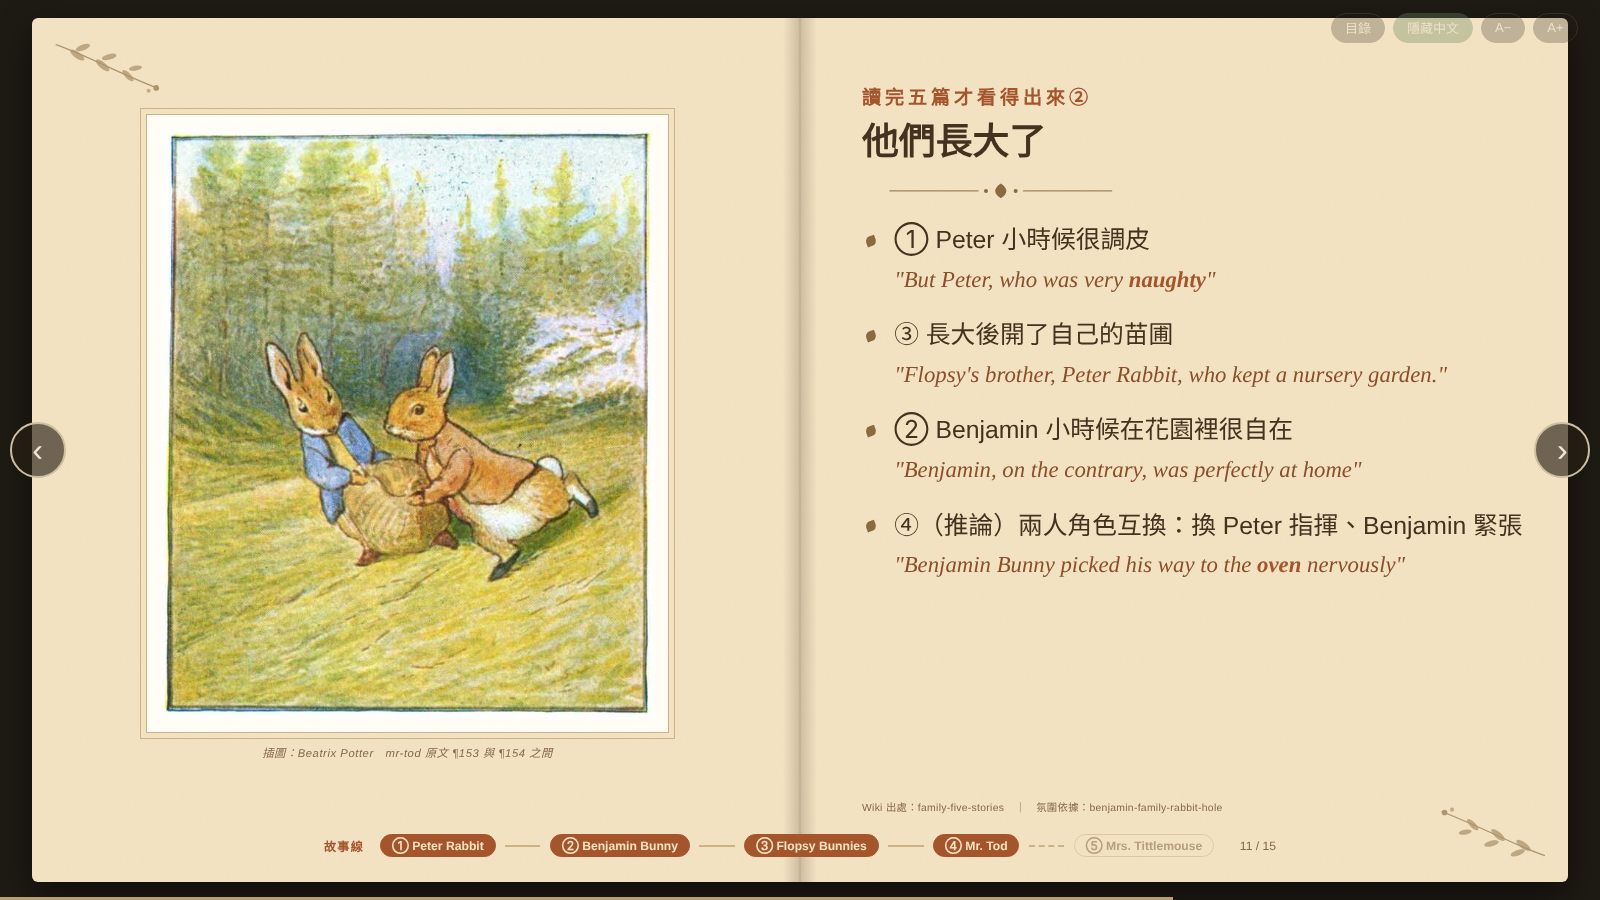 目錄 隱藏中文 A− A+
讀完五篇才看得出來②
他們長大了
① Peter 小時候很調皮
"But Peter, who was very naughty"
③ 長大後開了自己的苗圃
"Flopsy's brother, Peter Rabbit, who kept a nursery garden."
② Benjamin 小時候在花園裡很自在
"Benjamin, on the contrary, was perfectly at home"
④（推論）兩人角色互換：換 Peter 指揮、Benjamin 緊張
"Benjamin Bunny picked his way to the oven nervously"
插圖：Beatrix Potter mr-tod 原文 ¶153 與 ¶154 之間
Wiki 出處：family-five-stories ｜ 氛圍依據：benjamin-family-rabbit-hole
故事線 ① Peter Rabbit ② Benjamin Bunny ③ Flopsy Bunnies ④ Mr. Tod ⑤ Mrs. Tittlemouse 11 / 15